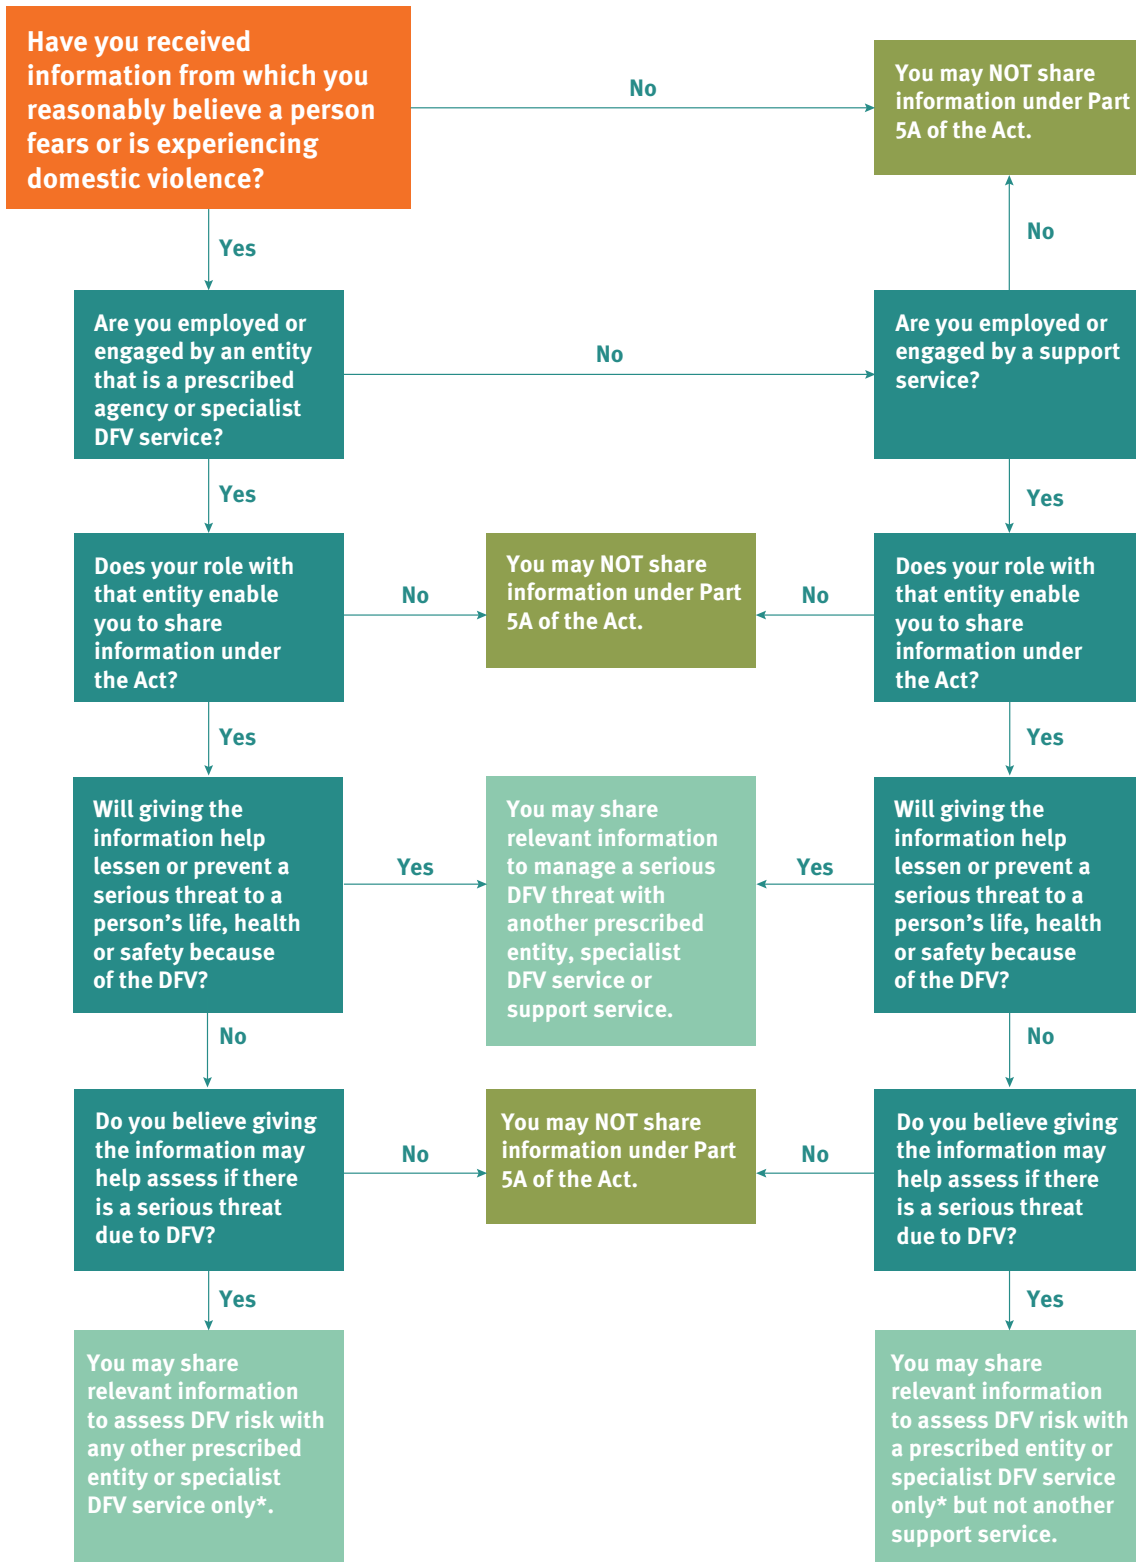 Have you received
information from which you
reasonably believe a person
fears or is experiencing
domestic violence?
No
You may NOT share
information under Part
5A of the Act.
Yes
No
Are you employed or
engaged by an entity
that is a prescribed
agency or specialist
DFV service?
No
Are you employed or
engaged by a support
service?
Yes
Yes
Does your role with
that entity enable
you to share
information under
the Act?
No
You may NOT share
information under Part
5A of the Act.
No
Does your role with
that entity enable
you to share
information under
the Act?
Yes
Yes
Will giving the
information help
lessen or prevent a
serious threat to a
person's life, health
or safety because
of the DFV?
Yes
You may share
relevant information
to manage a serious
DFV threat with
another prescribed
entity, specialist
DFV service or
support service.
Yes
Will giving the
information help
lessen or prevent a
serious threat to a
person's life, health
or safety because
of the DFV?
No
No
Do you believe giving
the information may
help assess if there
is a serious threat
due to DFV?
No
You may NOT share
information under Part
5A of the Act.
No
Do you believe giving
the information may
help assess if there
is a serious threat
due to DFV?
Yes
Yes
You may share
relevant information
to assess DFV risk with
any other prescribed
entity or specialist
DFV service only*.
You may share
relevant information
to assess DFV risk with
a prescribed entity or
specialist DFV service
only* but not another
support service.